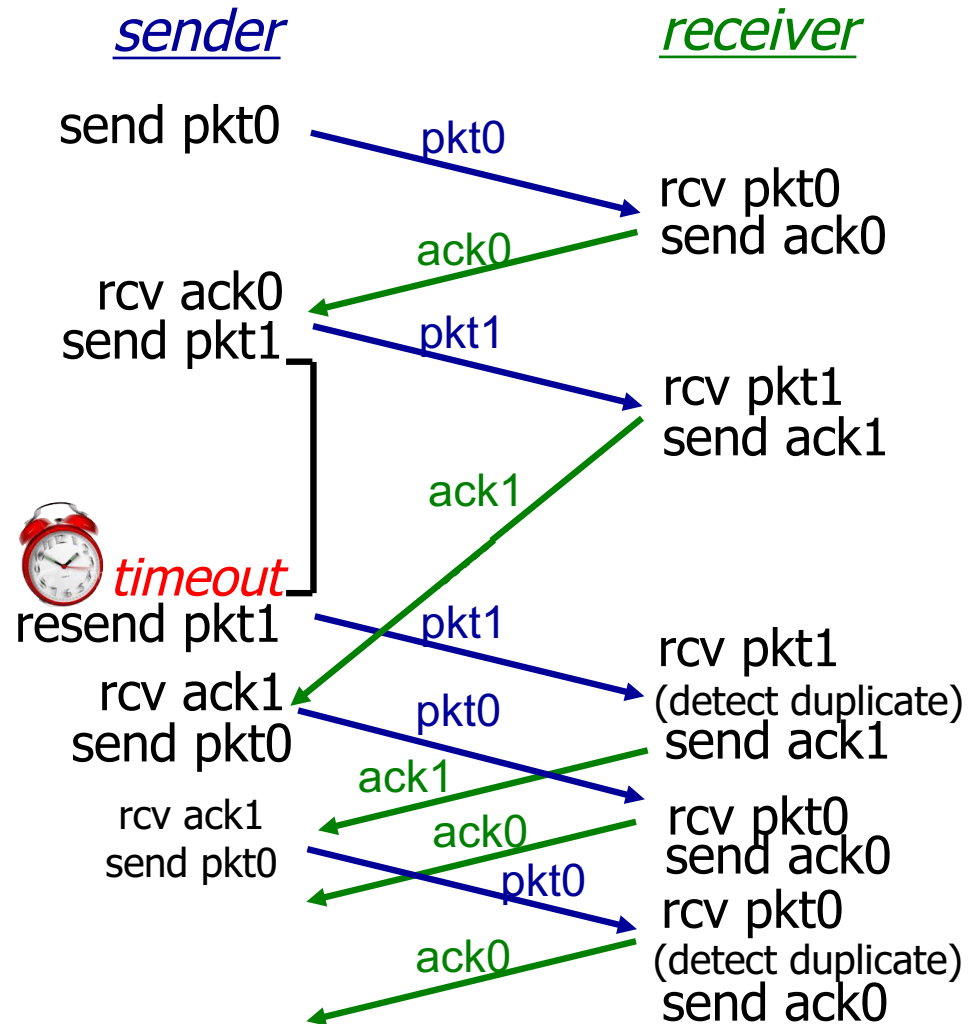 sender
receiver
send pkt0
pkt0
rcv pkt0
send ack0
ack0
rcv ack0
send pkt1
pkt1
rcv pkt1
send ack1
ack1
timeout
resend pkt1
pkt1
rcv pkt1
(detect duplicate)
send ack1
rcv ack1
send pkt0
pkt0
ack1
rcv ack1
send pkt0
rcv pkt0
send ack0
ack0
pkt0
rcv pkt0
(detect duplicate)
send ack0
ack0